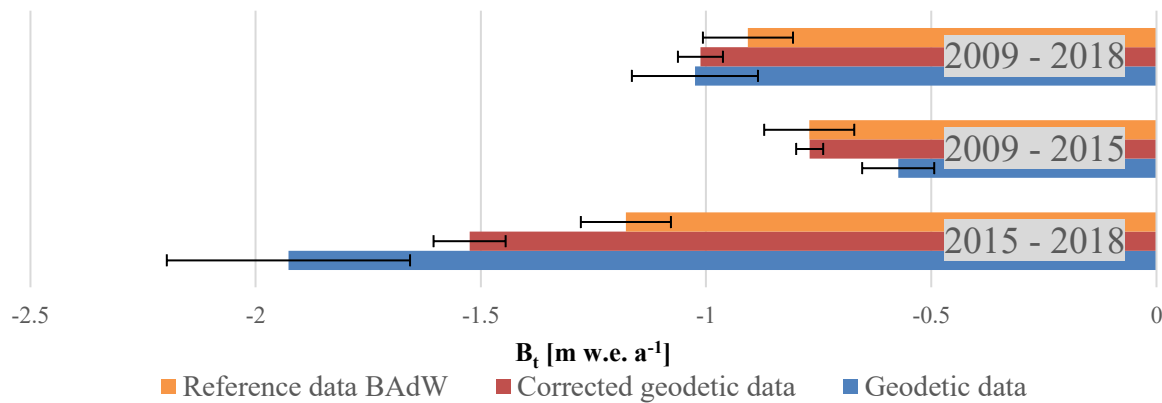 2009 - 2018
2009 - 2015
2015 - 2018
-2.5 -2 -1.5 -1 -0.5 0
Bₜ [m w.e. a⁻¹]
Reference data BAdW Corrected geodetic data Geodetic data